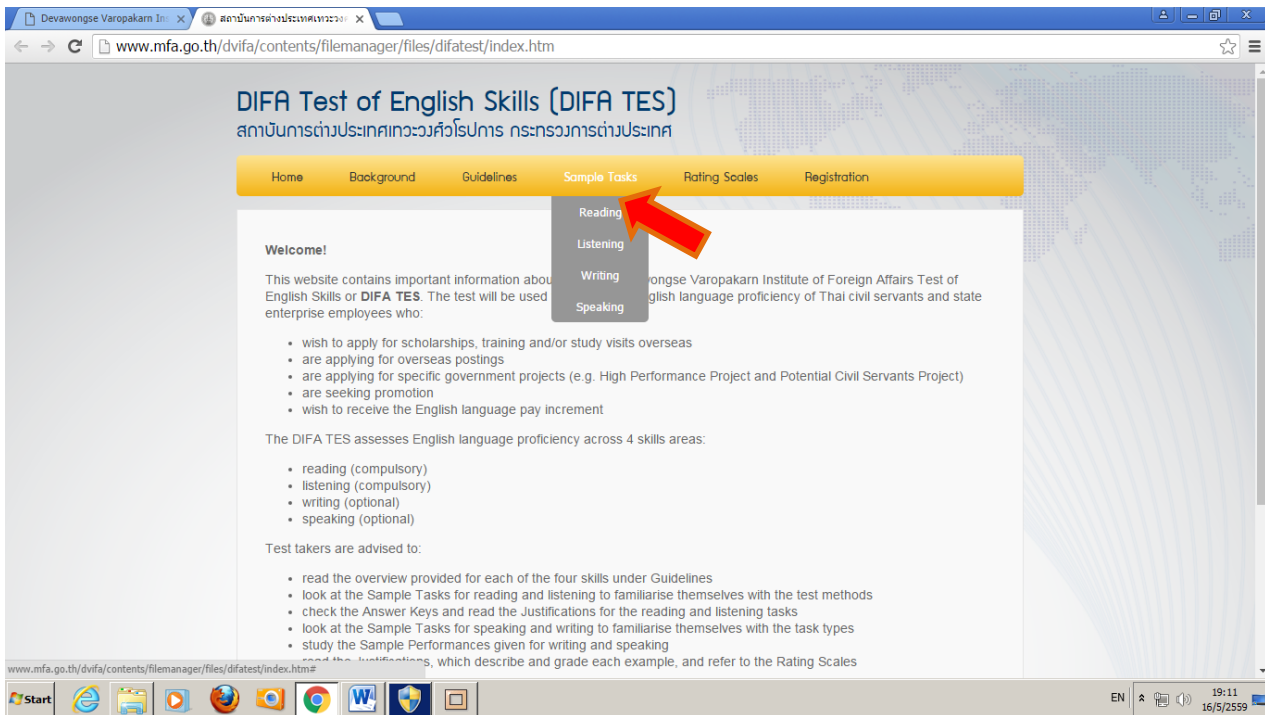 Devawongse Varopakarn Ins
สถาบันการต่างประเทศเทวะวงศ
www.mfa.go.th/dvifa/contents/filemanager/files/difatest/index.htm
DIFA Test of English Skills (DIFA TES)
สถาบันการต่างประเทศเทวะวงศ์วโรปการ กระทรวงการต่างประเทศ
Home Background Guidelines Sample Tasks Rating Scales Registration
Reading
Listening
Writing
Speaking
Welcome!
This website contains important information abou ongse Varopakarn Institute of Foreign Affairs Test of
English Skills or DIFA TES. The test will be used glish language proficiency of Thai civil servants and state
enterprise employees who:
• wish to apply for scholarships, training and/or study visits overseas
• are applying for overseas postings
• are applying for specific government projects (e.g. High Performance Project and Potential Civil Servants Project)
• are seeking promotion
• wish to receive the English language pay increment
The DIFA TES assesses English language proficiency across 4 skills areas:
• reading (compulsory)
• listening (compulsory)
• writing (optional)
• speaking (optional)
Test takers are advised to:
• read the overview provided for each of the four skills under Guidelines
• look at the Sample Tasks for reading and listening to familiarise themselves with the test methods
• check the Answer Keys and read the Justifications for the reading and listening tasks
• look at the Sample Tasks for speaking and writing to familiarise themselves with the task types
• study the Sample Performances given for writing and speaking
• read the Justifications, which describe and grade each example, and refer to the Rating Scales
www.mfa.go.th/dvifa/contents/filemanager/files/difatest/index.htm#
Start
EN
19:11
16/5/2559